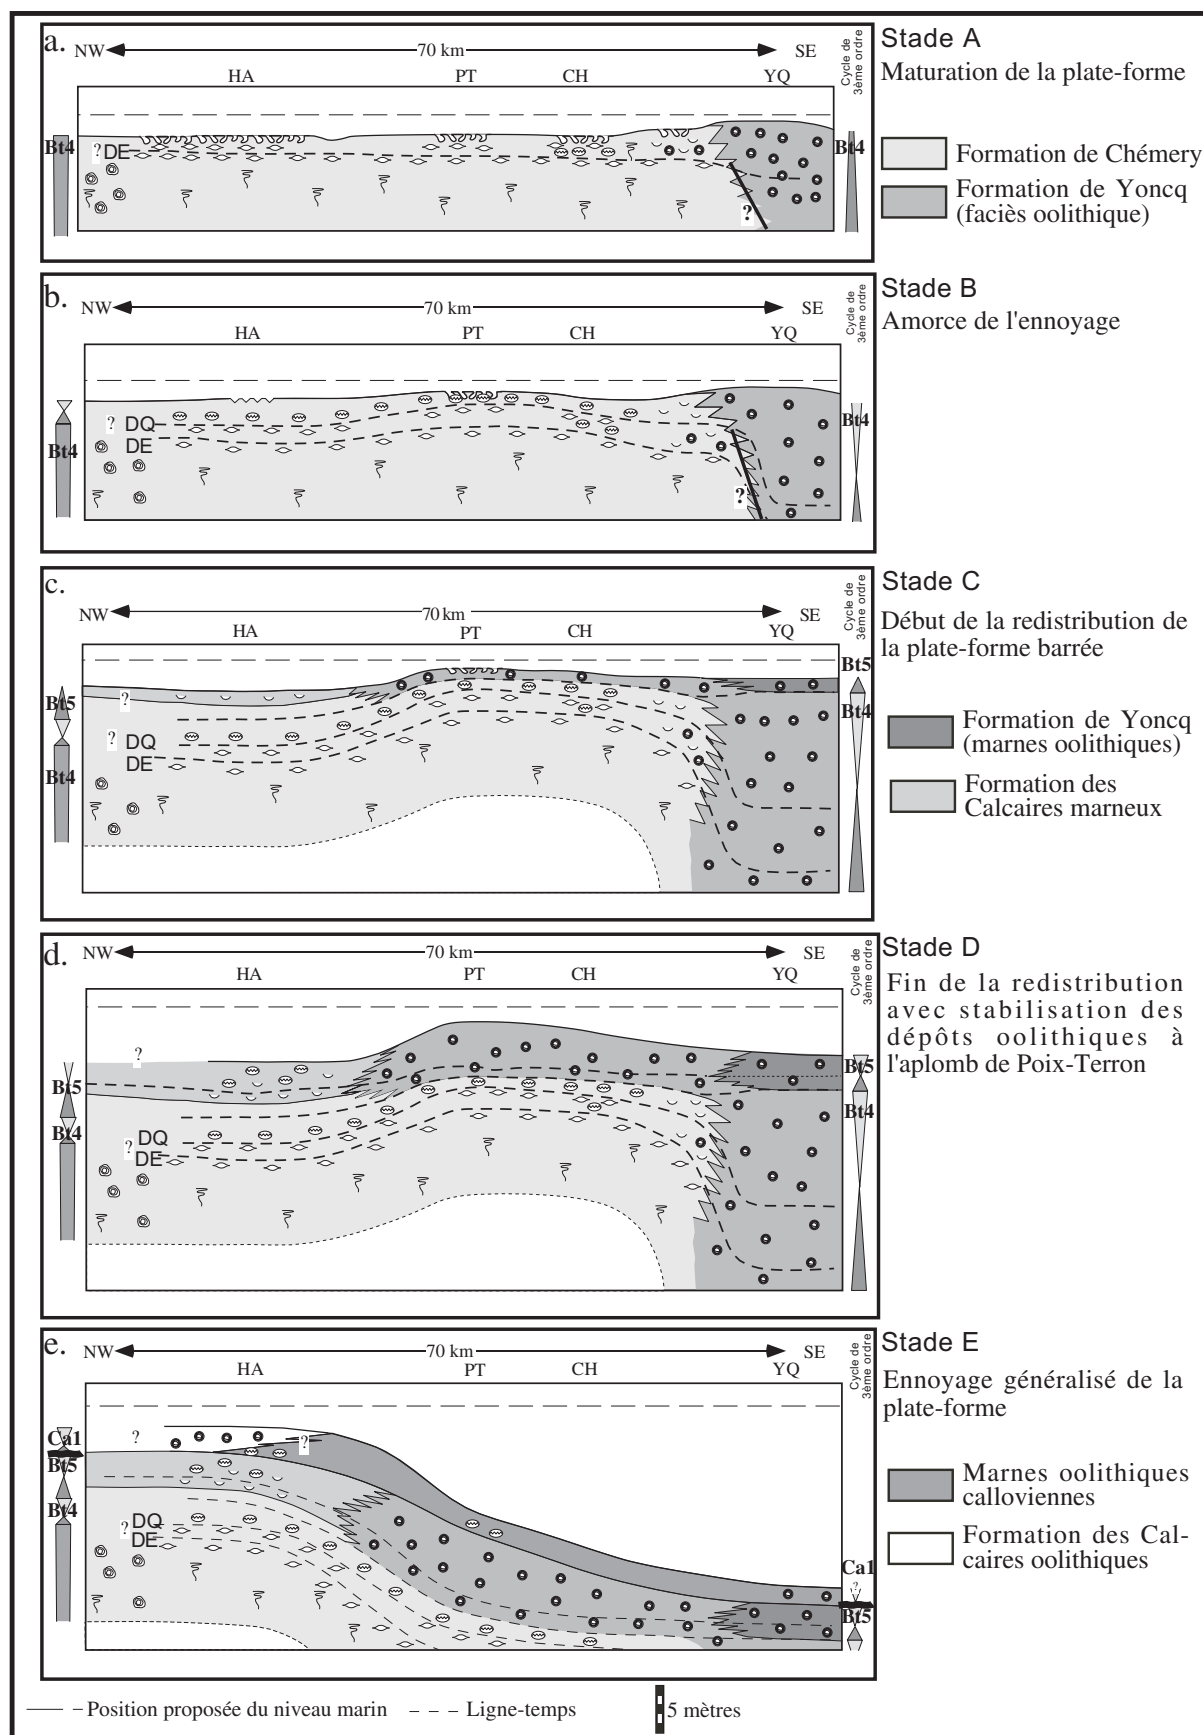 a.
NW
70 km
SE
HA
PT
CH
YQ
Cycle de
3ème ordre
Bt4
? DE
?
Bt4
Stade A
Maturation de la plate-forme
Formation de Chémery
Formation de Yoncq
(faciès oolithique)
b.
NW
70 km
SE
HA
PT
CH
YQ
Cycle de
3ème ordre
? DQ
DE
Bt4
?
Bt4
Stade B
Amorce de l'ennoyage
c.
NW
70 km
SE
HA
PT
CH
YQ
Cycle de
3ème ordre
Bt5
?
Bt5
Bt4
? DQ
DE
Bt4
Stade C
Début de la redistribution de
la plate-forme barrée
Formation de Yoncq
(marnes oolithiques)
Formation des
Calcaires marneux
d.
NW
70 km
SE
HA
PT
CH
YQ
Cycle de
3ème ordre
?
Bt5
Bt5
Bt4
Bt4
? DQ
DE
Stade D
Fin de la redistribution
avec stabilisation des
dépôts oolithiques à
l'aplomb de Poix-Terron
e.
NW
70 km
SE
HA
PT
CH
YQ
Cycle de
3ème ordre
Ca1
?
?
Bt5
Bt4
? DQ
DE
Ca1
?
Bt5
Stade E
Ennoyage généralisé de la
plate-forme
Marnes oolithiques
calloviennes
Formation des Cal-
caires oolithiques
Position proposée du niveau marin
Ligne-temps
5 mètres